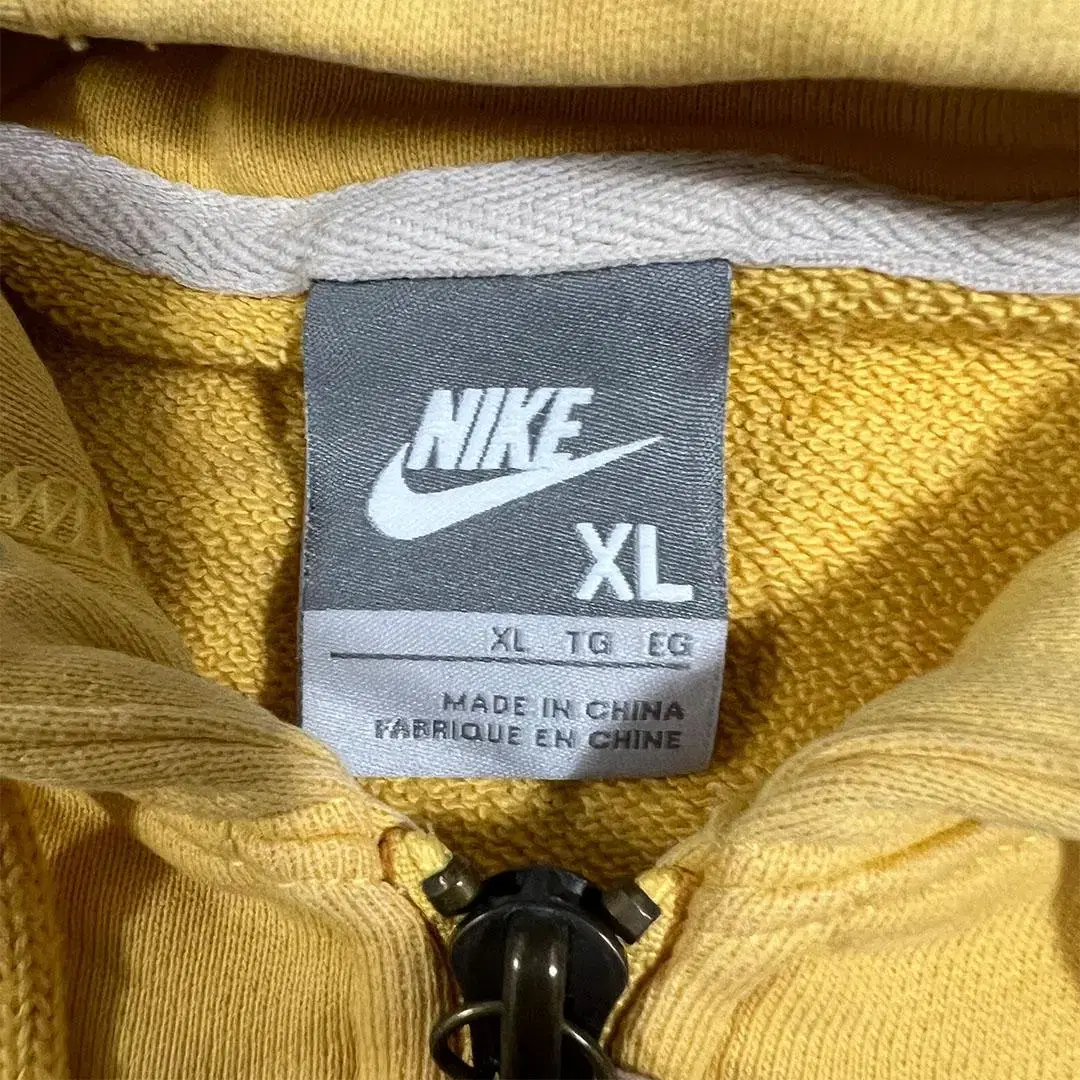 NIKE
XL
XL TG EG
MADE IN CHINA
FABRIQUE EN CHINE